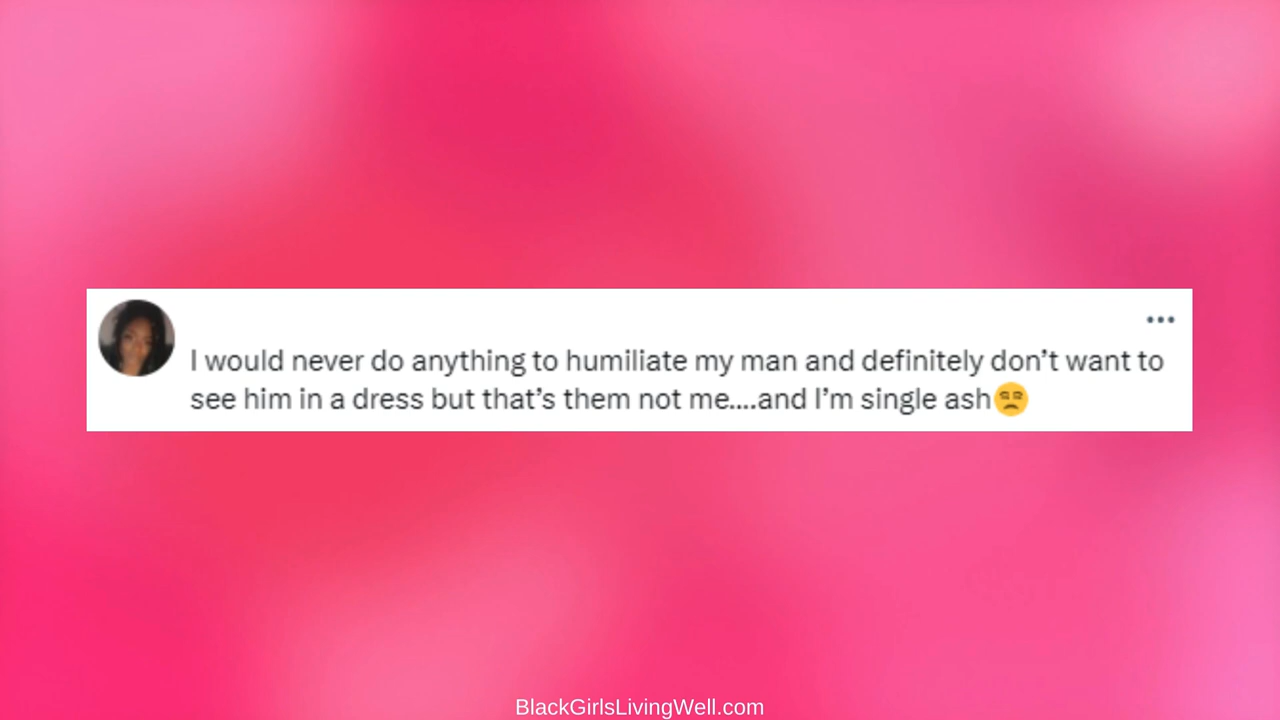 I would never do anything to humiliate my man and definitely don’t want to
see him in a dress but that’s them not me....and I’m single ash😒
BlackGirlsLivingWell.com